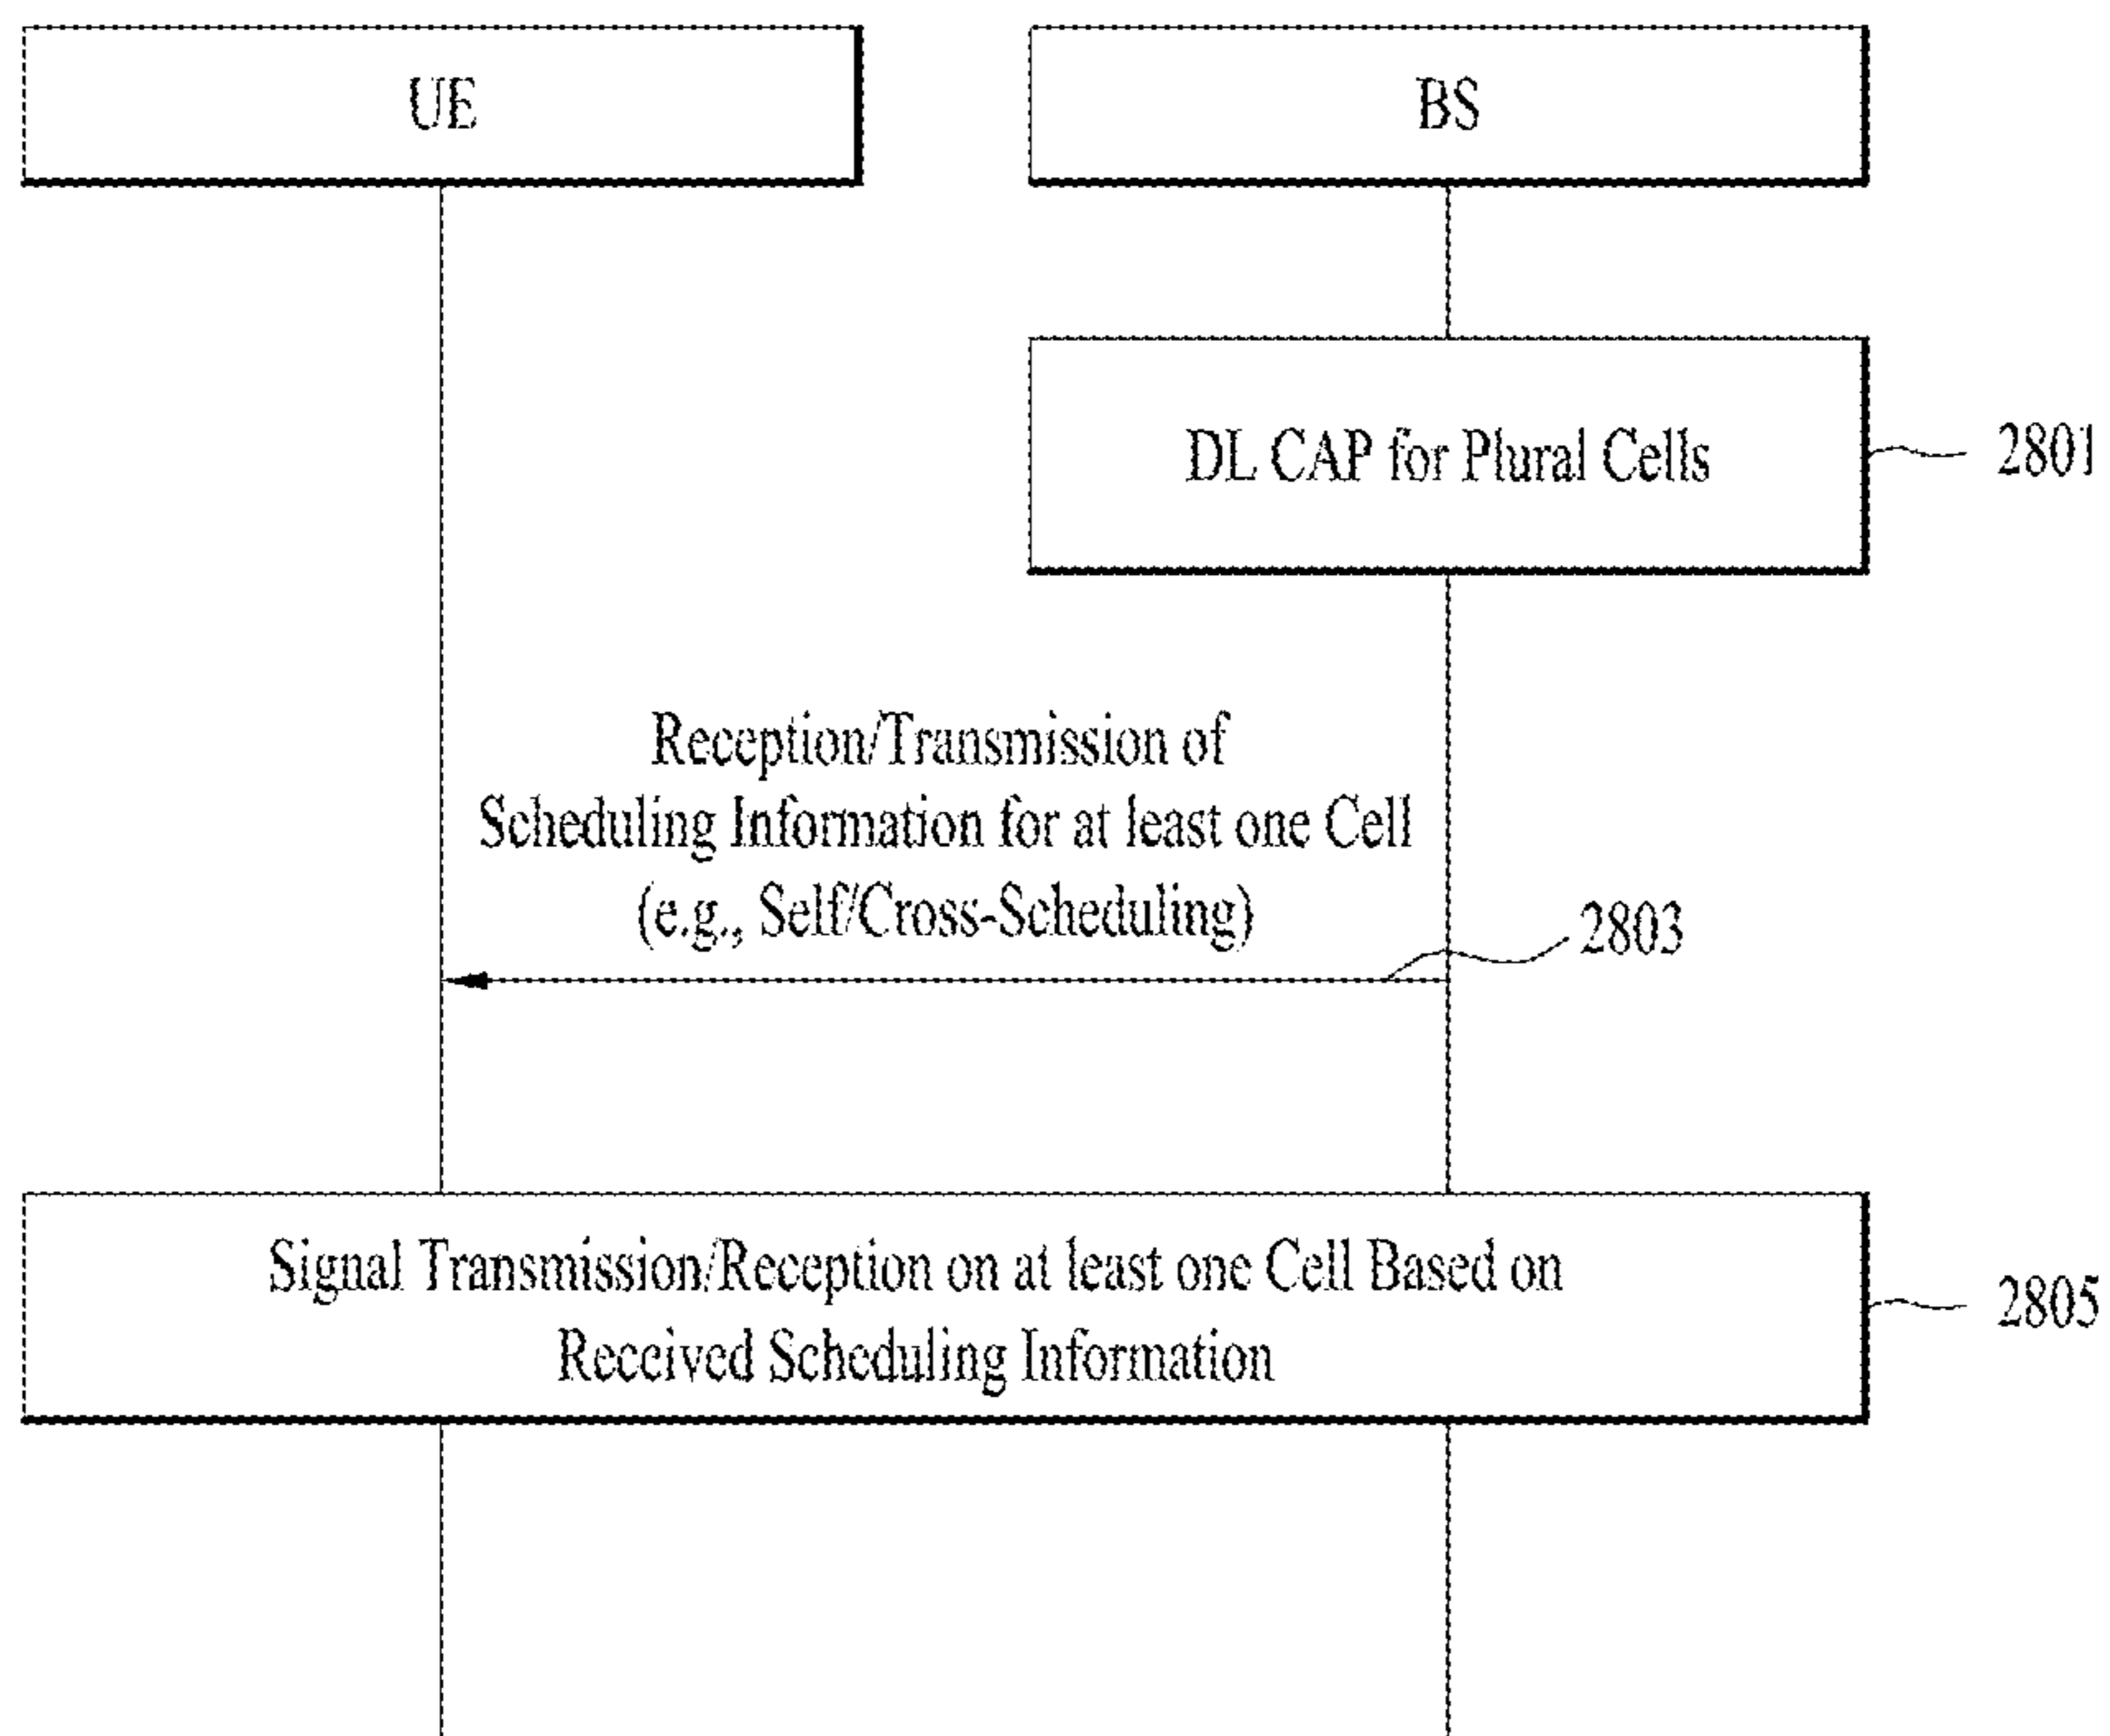 UE
BS
DL CAP for Plural Cells
2801
Reception/Transmission of
Scheduling Information for at least one Cell
(e.g., Self/Cross-Scheduling)
2803
Signal Transmission/Reception on at least one Cell Based on
Received Scheduling Information
2805